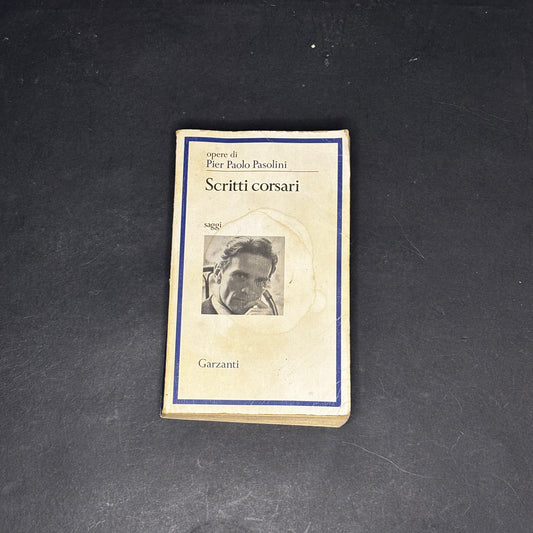 opere di
Pier Paolo Pasolini
Scritti corsari
saggi
Garzanti